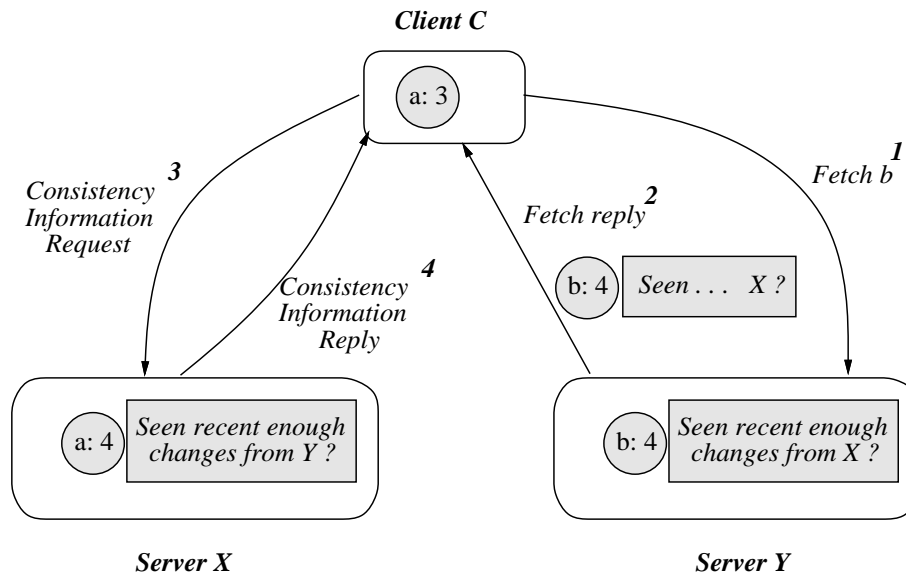 Client C
a: 3
3
Consistency
Information
Request
1
Fetch b
2
Fetch reply
4
Consistency
Information
Reply
b: 4
Seen . . . X ?
a: 4
Seen recent enough
changes from Y ?
b: 4
Seen recent enough
changes from X ?
Server X
Server Y